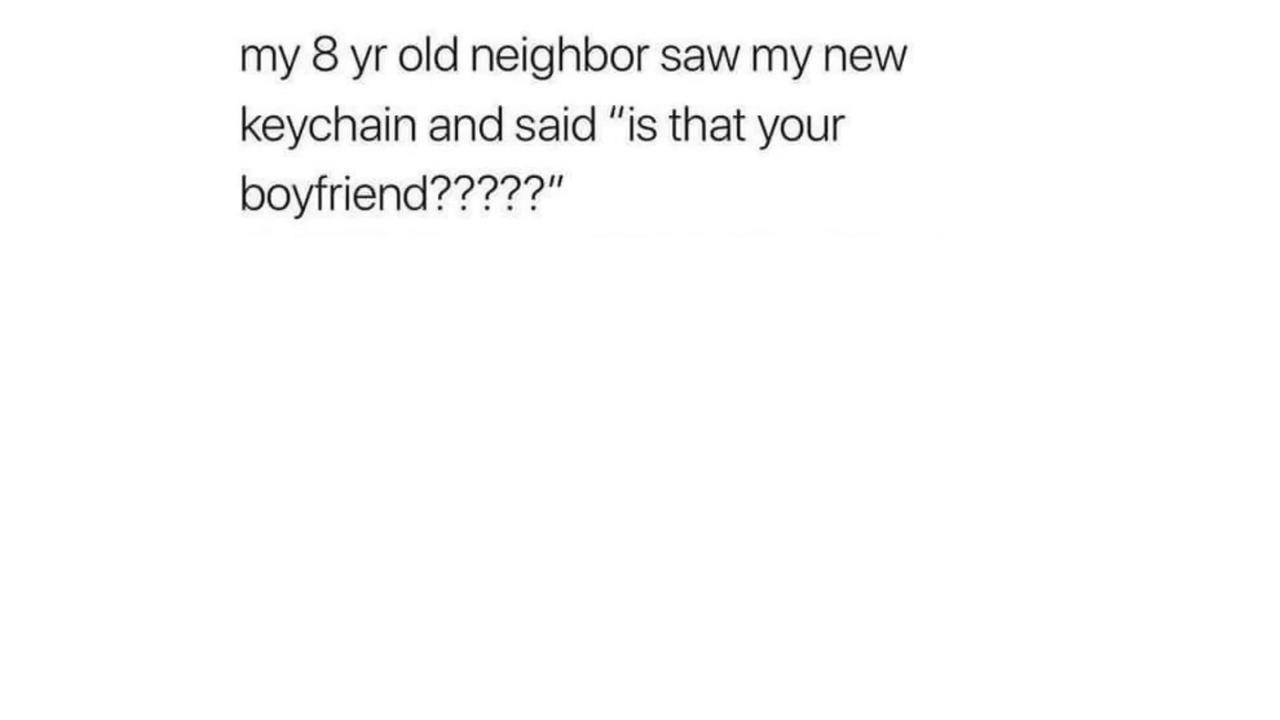 my 8 yr old neighbor saw my new
keychain and said "is that your
boyfriend?????"